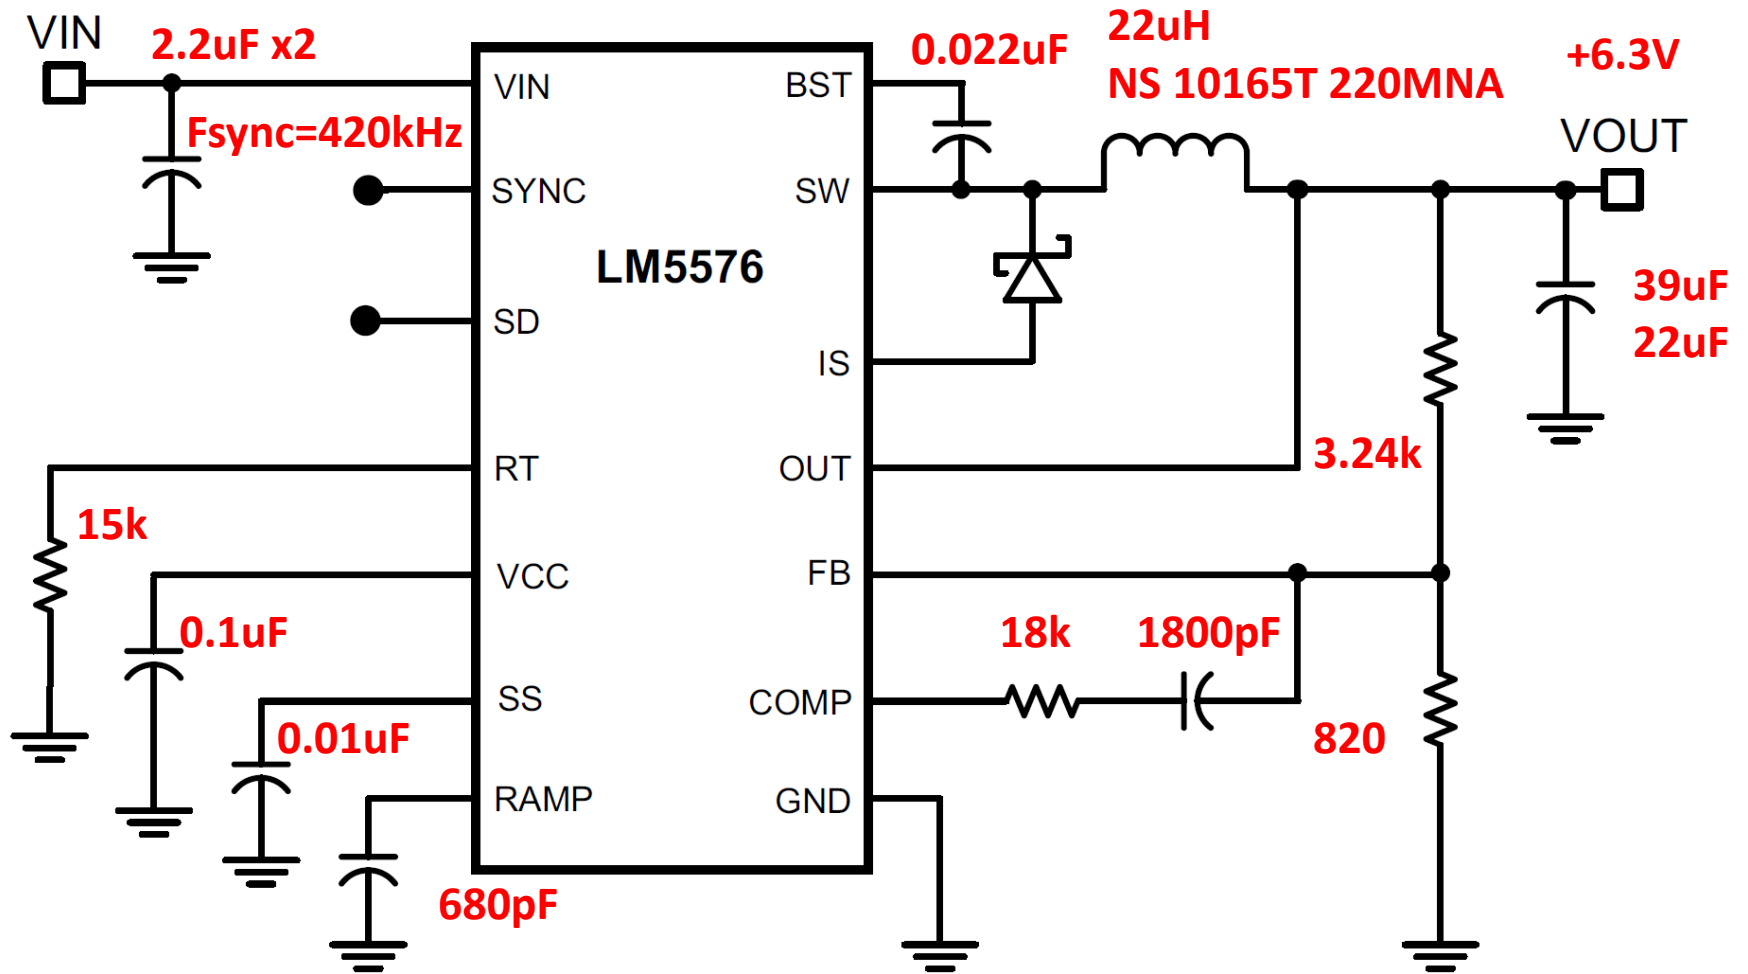 VIN
2.2uF x2
Fsync=420kHz
VIN
SYNC
SD
RT
VCC
SS
RAMP
LM5576
BST
SW
IS
OUT
FB
COMP
GND
0.022uF
22uH
NS 10165T 220MNA
+6.3V
VOUT
39uF
22uF
3.24k
15k
0.1uF
0.01uF
680pF
18k
1800pF
820